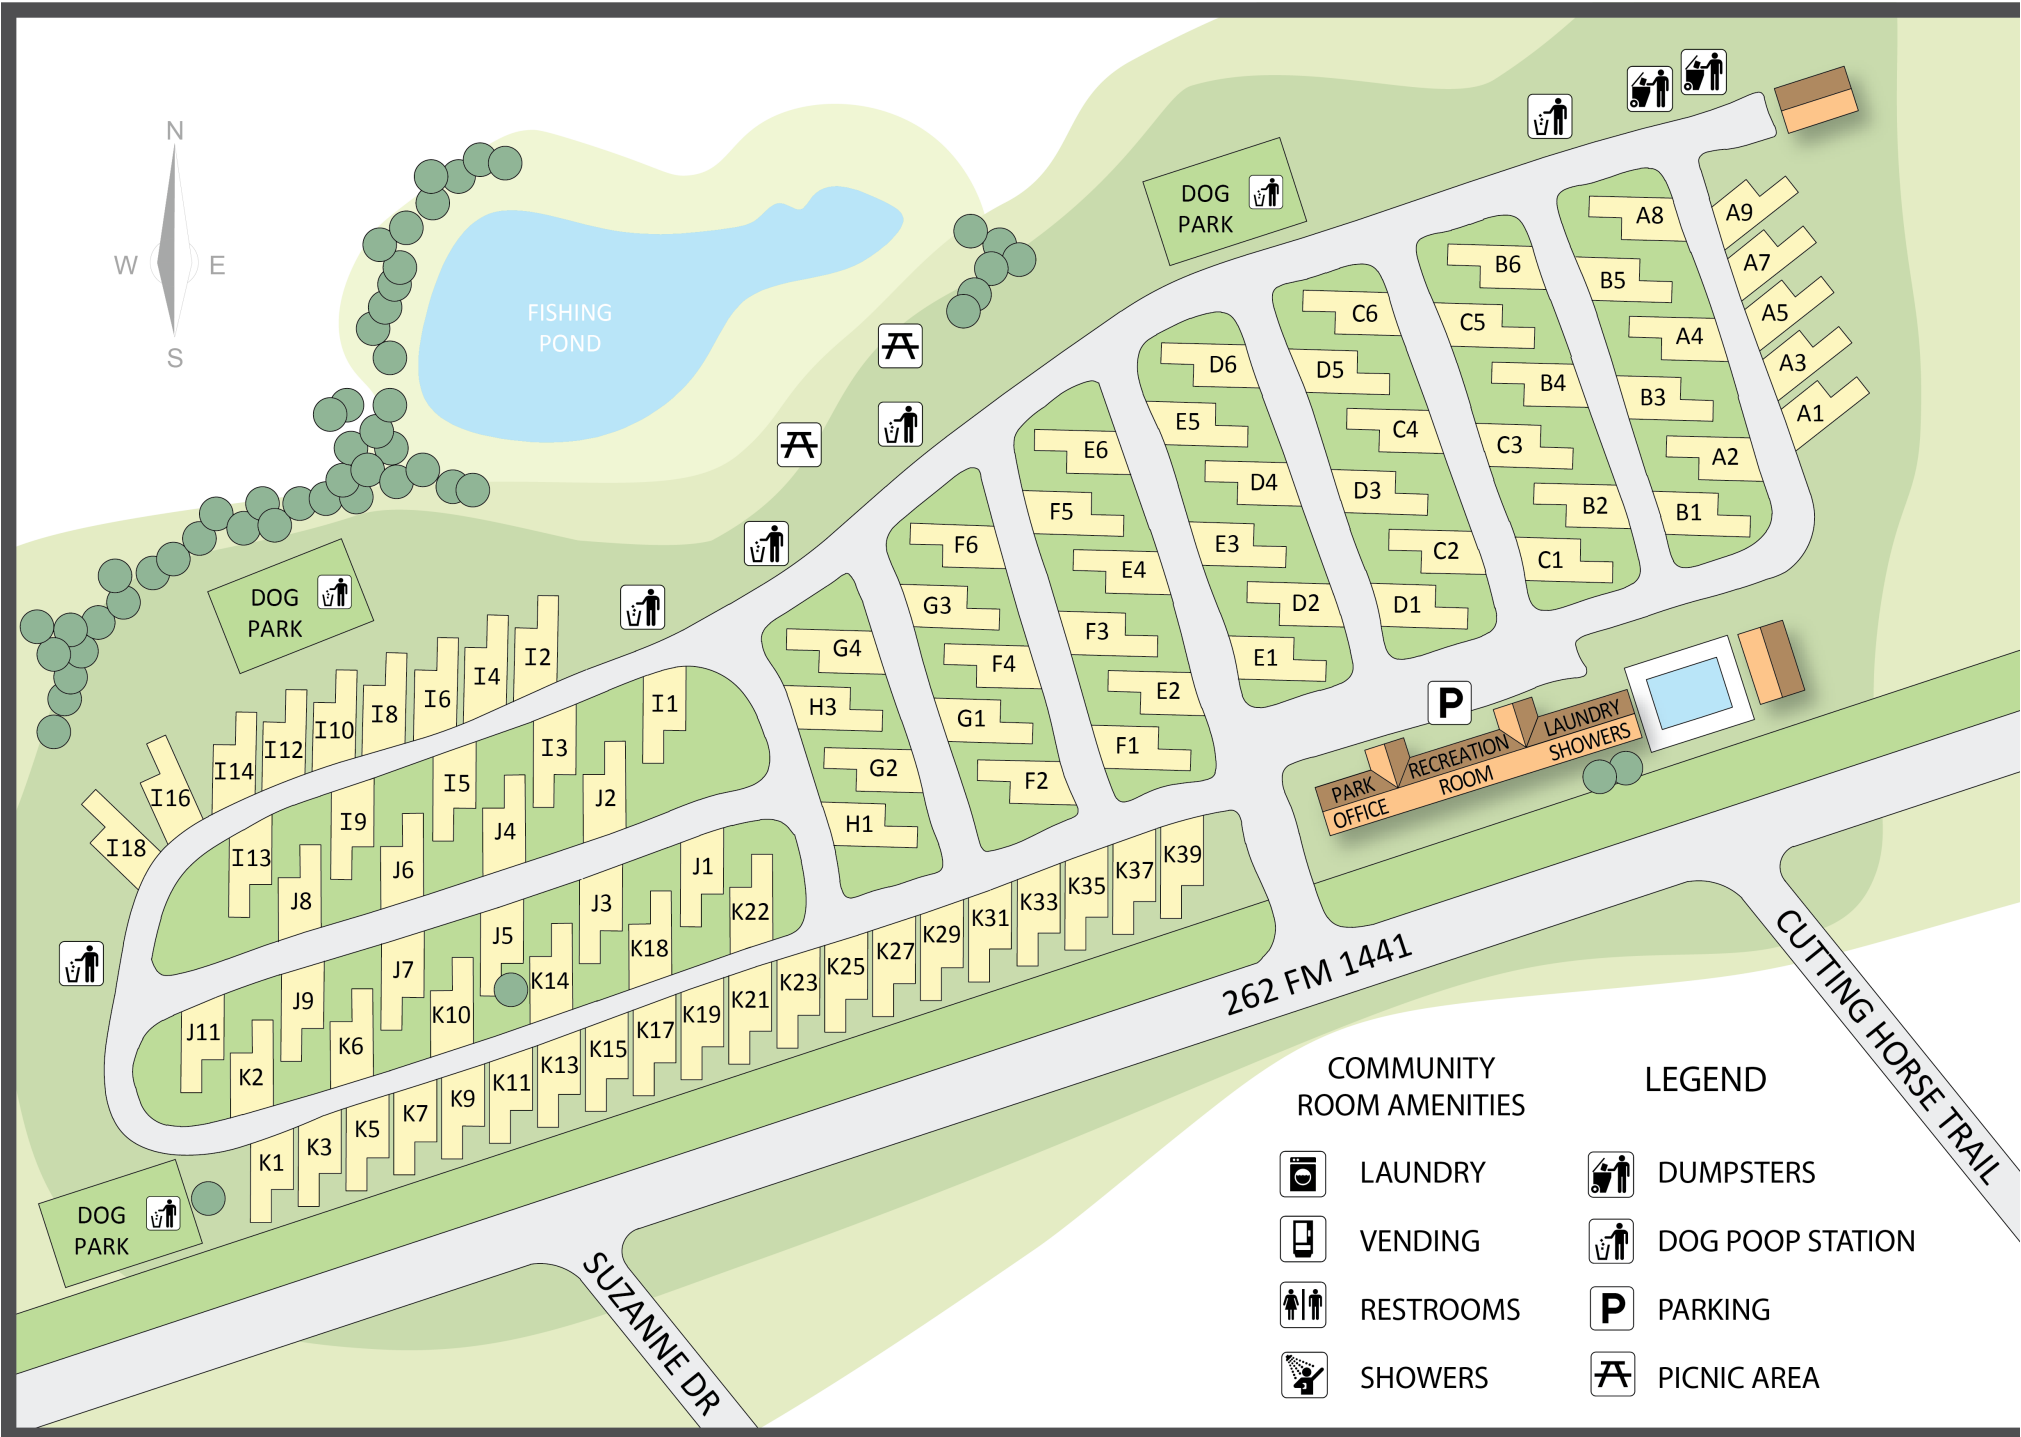 N
W
E
S
FISHING
POND
DOG
PARK
DOG
PARK
DOG
PARK
A8
A9
B6
B5
A7
C6
C5
A4
A5
D6
D5
B4
B3
A3
A1
E6
E5
C4
C3
A2
F5
D4
D3
B2
B1
F6
E4
E3
C2
C1
G3
F3
D2
D1
G4
F4
E2
E1
H3
G1
F1
G2
F2
H1
I2
I4
I6
I8
I10
I12
I14
I16
I18
I1
I3
I5
I9
I13
J2
J4
J6
J8
J1
J3
J5
J7
J9
J11
K22
K18
K14
K10
K6
K2
K39
K37
K35
K33
K31
K29
K27
K25
K23
K21
K19
K17
K15
K13
K11
K9
K7
K5
K3
K1
P
PARK
OFFICE
RECREATION
ROOM
LAUNDRY
SHOWERS
262 FM 1441
CUTTING HORSE TRAIL
SUZANNE DR
COMMUNITY
ROOM AMENITIES
LAUNDRY
VENDING
RESTROOMS
SHOWERS
LEGEND
DUMPSTERS
DOG POOP STATION
P PARKING
PICNIC AREA